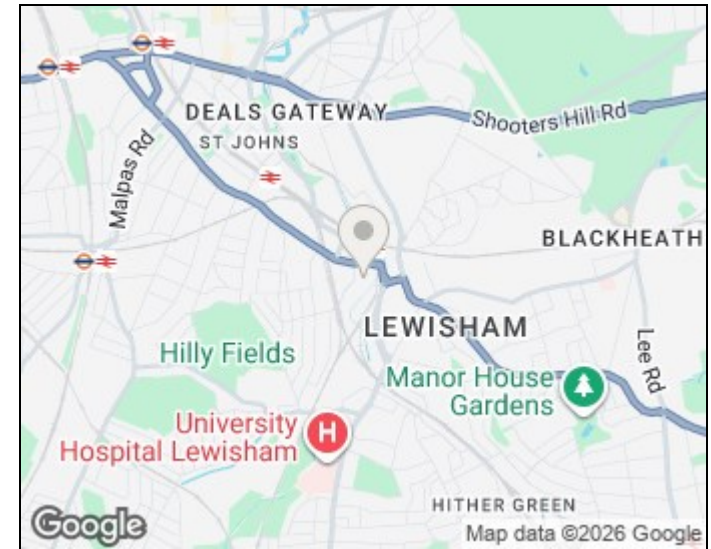 DEALS GATEWAY
Shooters Hill Rd
ST JOHNS
Malpas Rd
BLACKHEATH
LEWISHAM
Hilly Fields
Lee Rd
Manor House
Gardens
University
Hospital Lewisham
H
HITHER GREEN
Google
Map data ©2026 Google